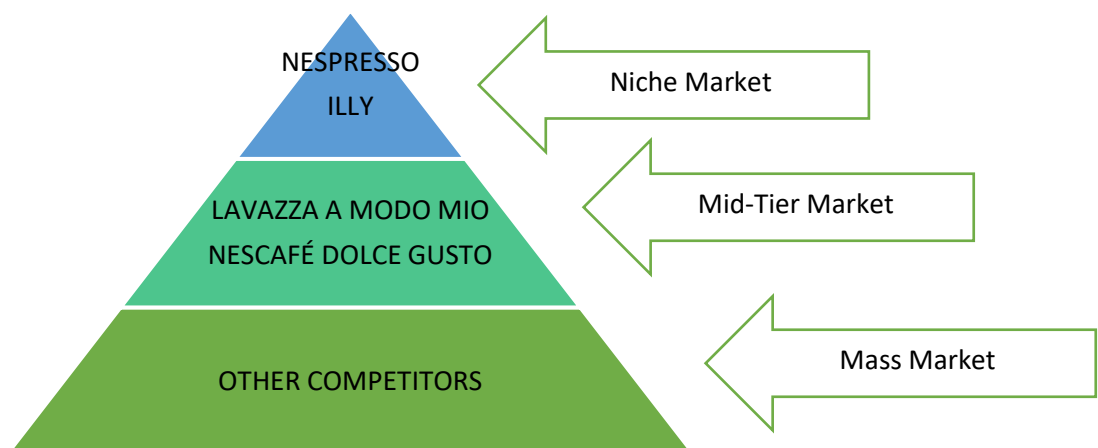 NESPRESSO
ILLY
Niche Market
LAVAZZA A MODO MIO
NESCAFÉ DOLCE GUSTO
Mid-Tier Market
OTHER COMPETITORS
Mass Market